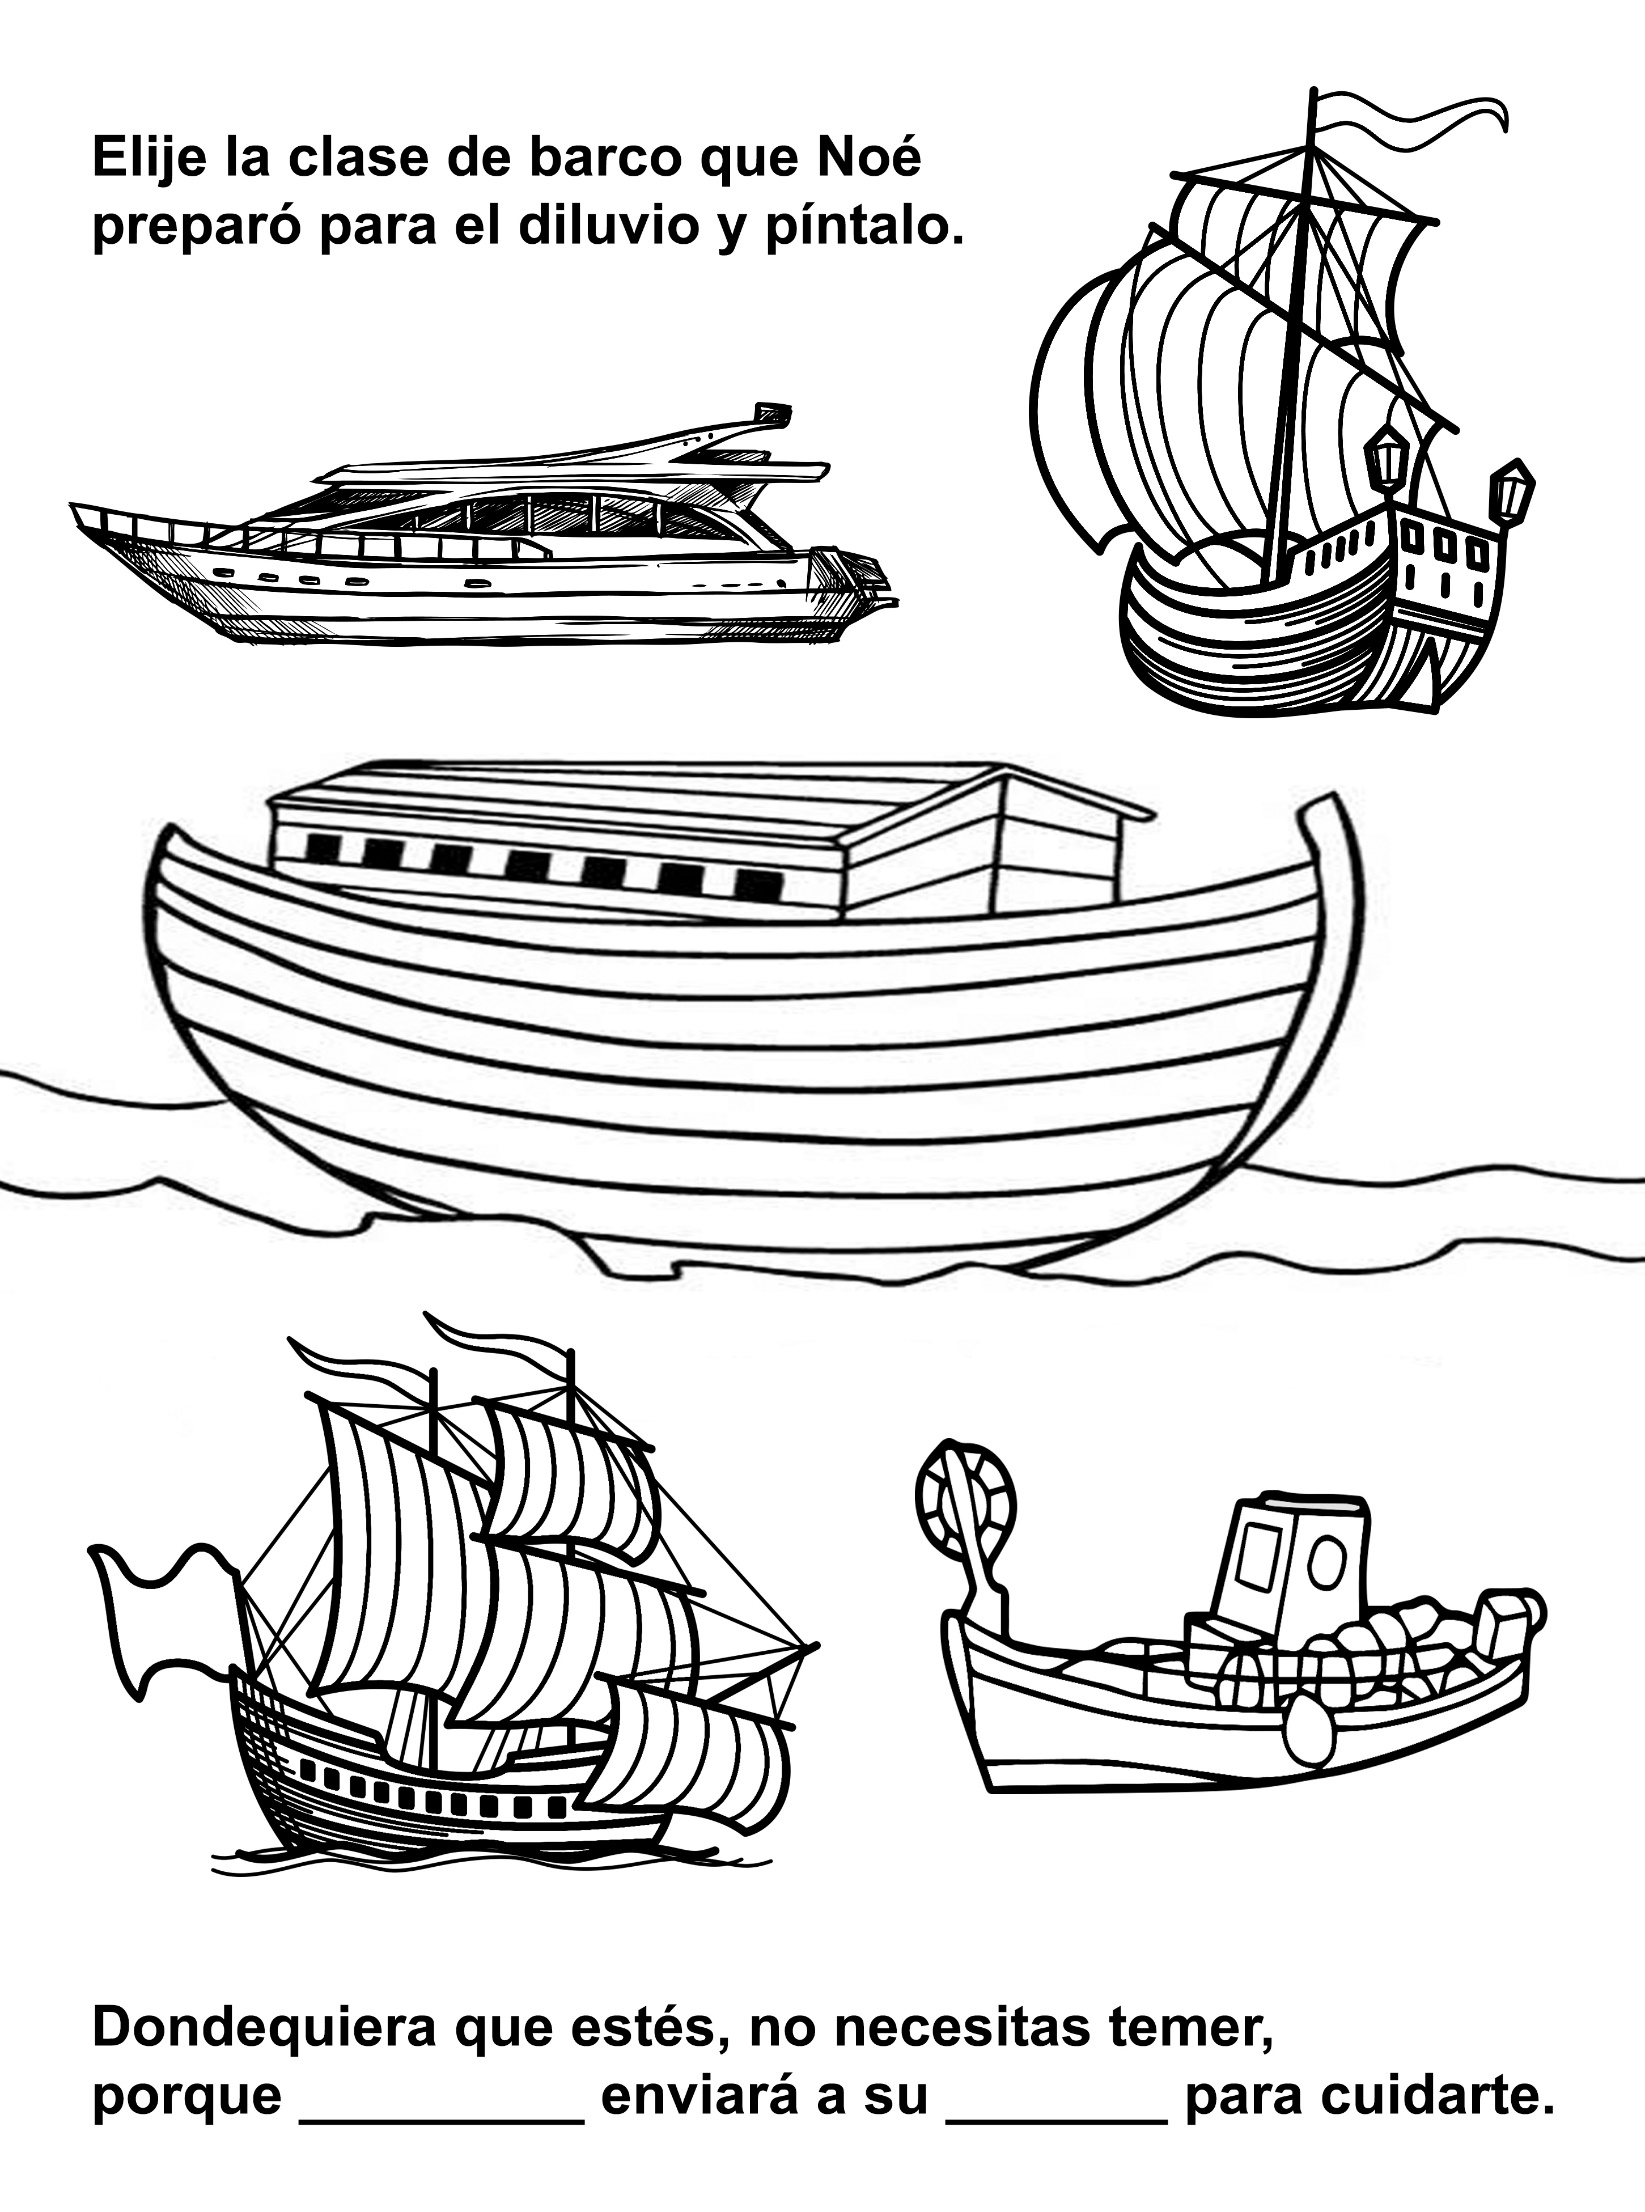 Elije la clase de barco que Noé
preparó para el diluvio y píntalo.
Dondequiera que estés, no necesitas temer,
porque _________ enviará a su _______ para cuidarte.